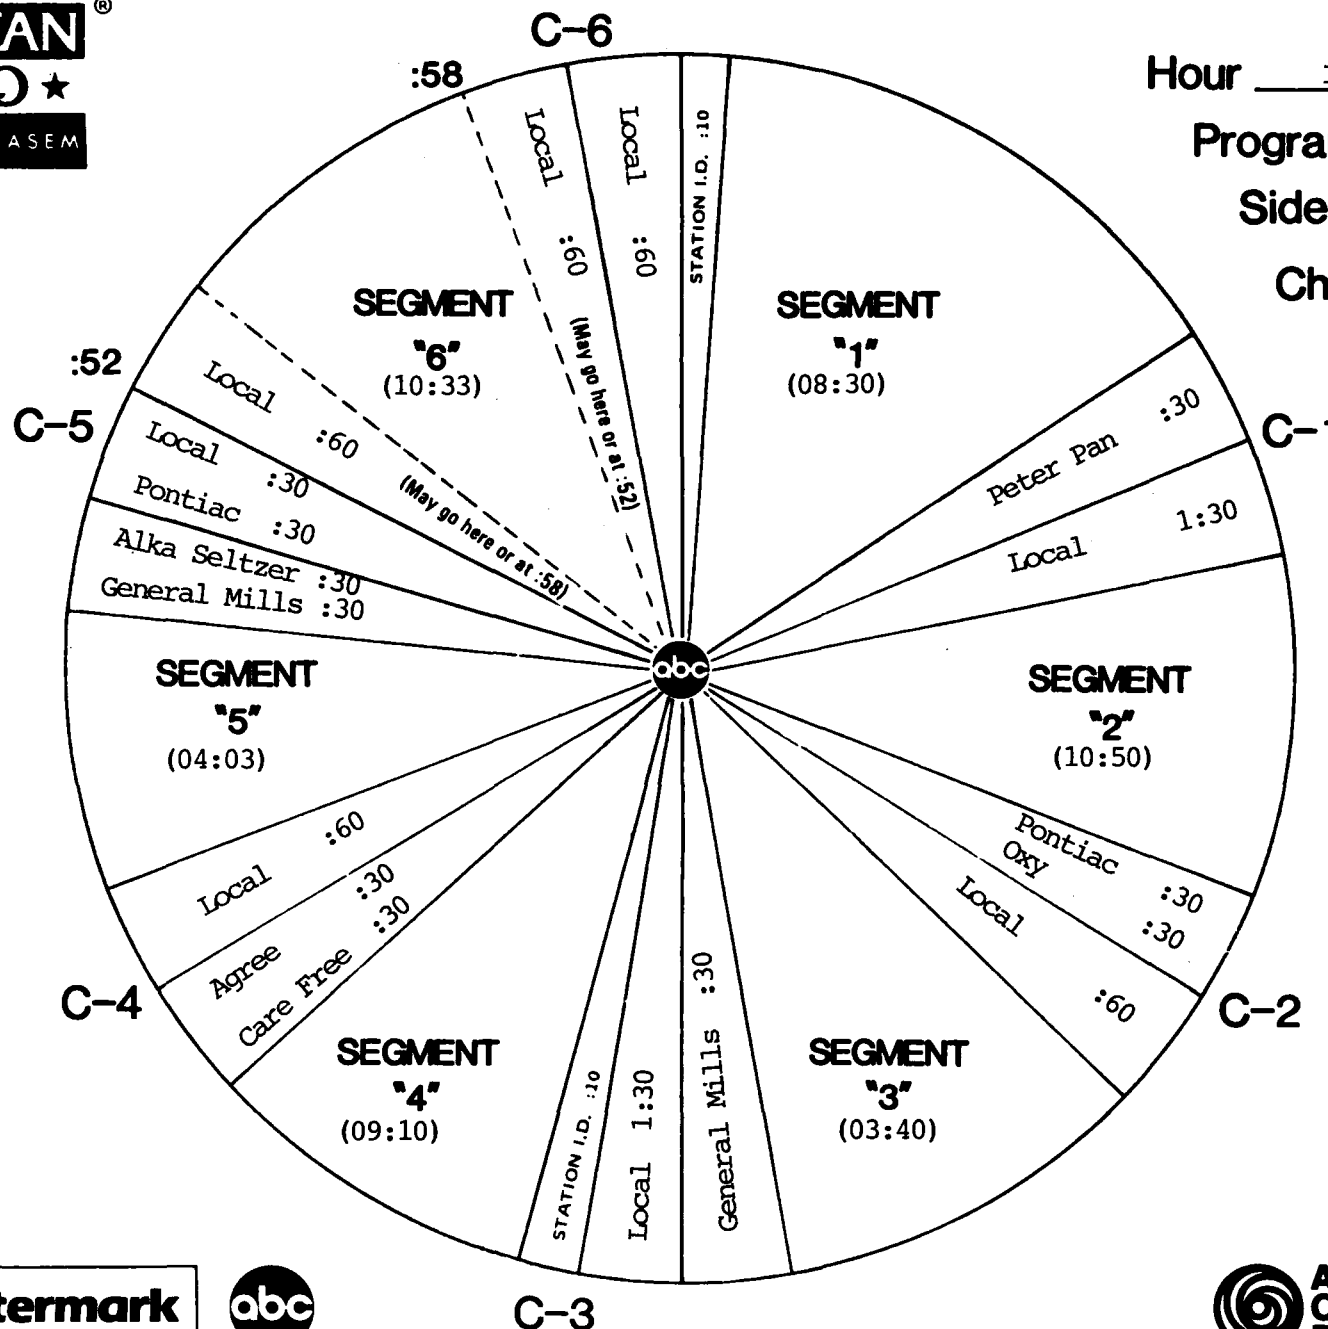 ®
C-6
:58
Hour
:52
C-5
Local :60
Local :60
STATION I.D. :10
SEGMENT
"1"
(08:30)
Peter Pan :30
Local 1:30
SEGMENT
"2"
(10:50)
Pontiac :30
Oxy :30
Local :60
C-2
SEGMENT
"3"
(03:40)
General Mills :30
Local 1:30
STATION I.D. :10
C-3
SEGMENT
"4"
(09:10)
Care Free :30
Agree :30
C-4
Local :60
SEGMENT
"5"
(04:03)
General Mills :30
Alka Seltzer :30
Pontiac :30
Local :30
Local :60
(May go here or at :58)
SEGMENT
"6"
(10:33)
(May go here or at :52)
abc
abc
ASEM
Side